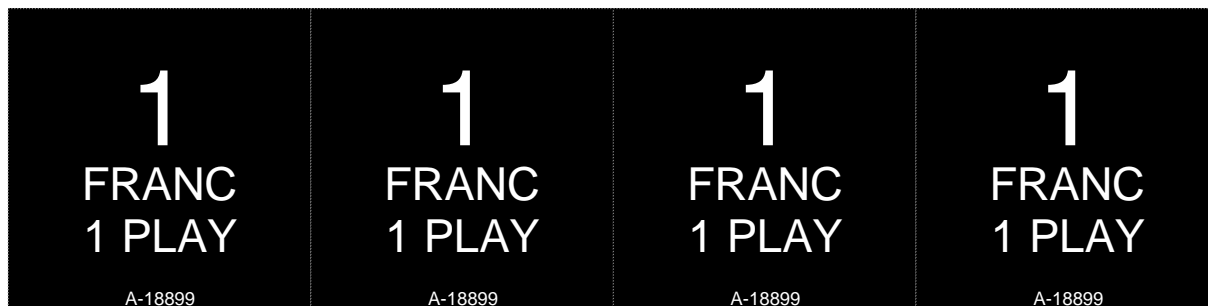 1 1 1 1
FRANC FRANC FRANC FRANC
1 PLAY 1 PLAY 1 PLAY 1 PLAY
A-18899 A-18899 A-18899 A-18899